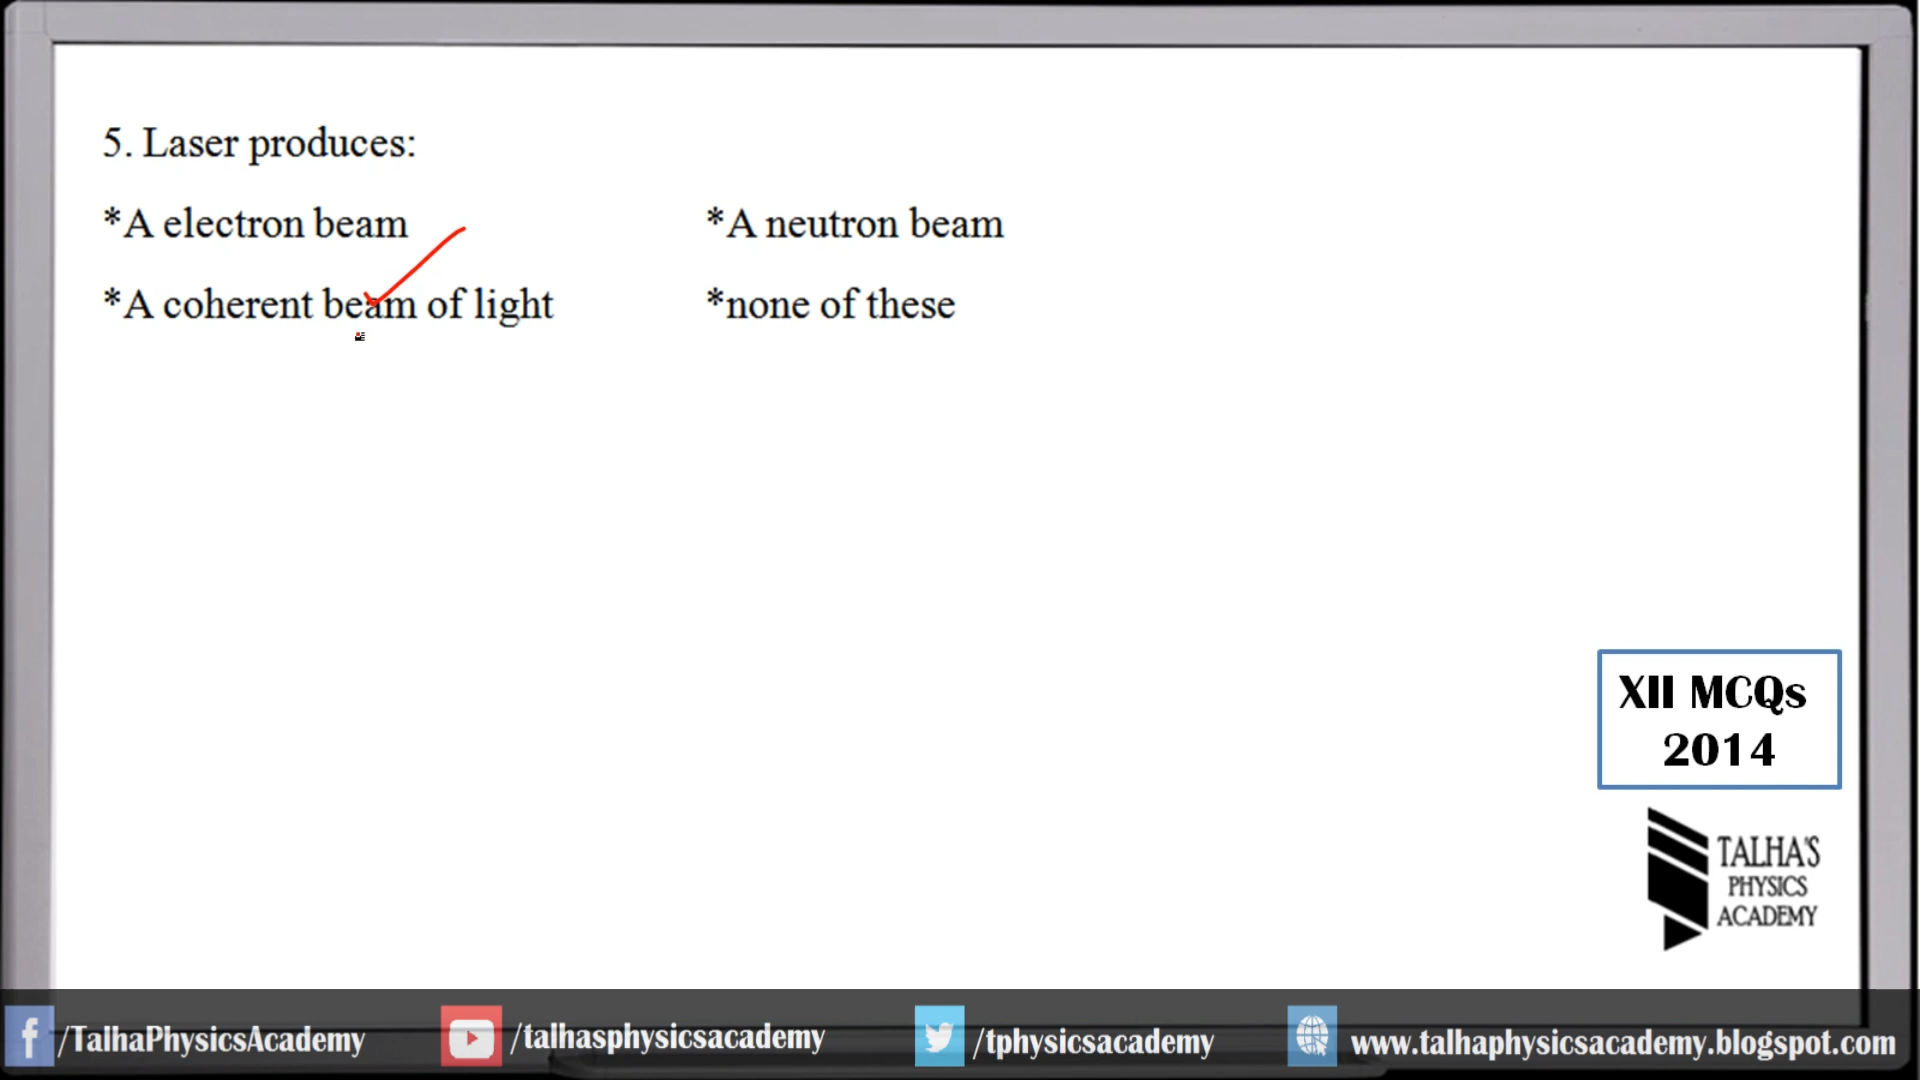 5. Laser produces:
*A electron beam *A neutron beam
*A coherent beam of light *none of these
XII MCQs
2014
TALHA'S
PHYSICS
ACADEMY
/TalhaPhysicsAcademy /talhasphysicsacademy /tphysicsacademy www.talhaphysicsacademy.blogspot.com